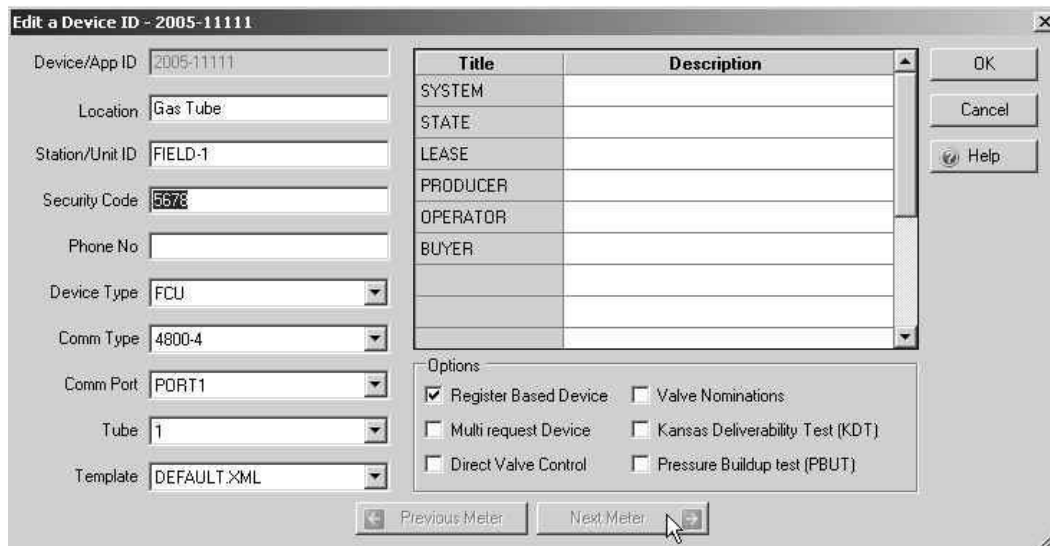 Edit a Device ID - 2005-11111
Device/App ID 2005-11111
Location Gas Tube
Station/Unit ID FIELD-1
Security Code 5678
Phone No
Device Type FCU
Comm Type 4800-4
Comm Port PORT1
Tube 1
Template DEFAULT.XML
Title Description
SYSTEM
STATE
LEASE
PRODUCER
OPERATOR
BUYER
OK
Cancel
Help
Options
Register Based Device Valve Nominations
Multi request Device Kansas Deliverability Test (KDT)
Direct Valve Control Pressure Buildup test (PBUT)
Previous Meter Next Meter